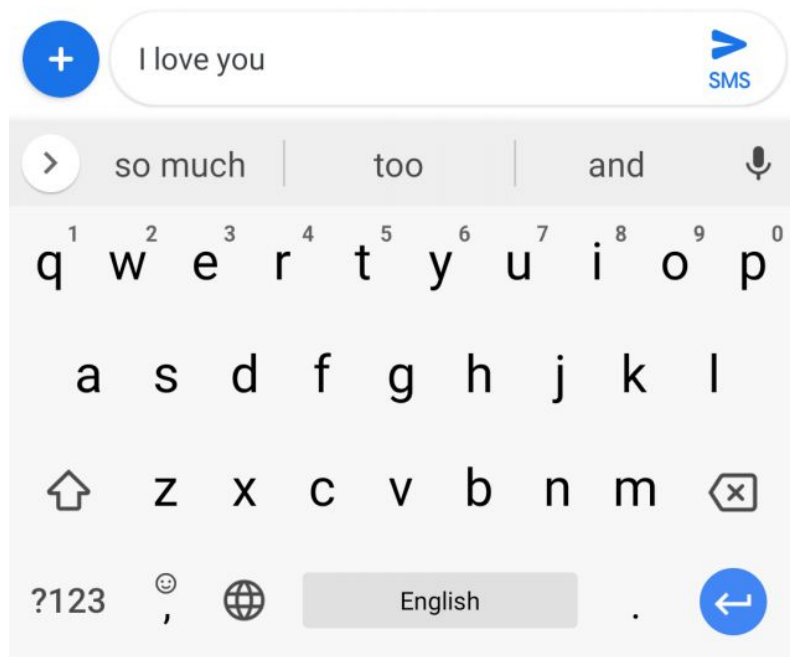 + I love you
SMS
> so much too and
1 2 3 4 5 6 7 8 9 0
q w e r t y u i o p
a s d f g h j k l
z x c v b n m
?123 , English .